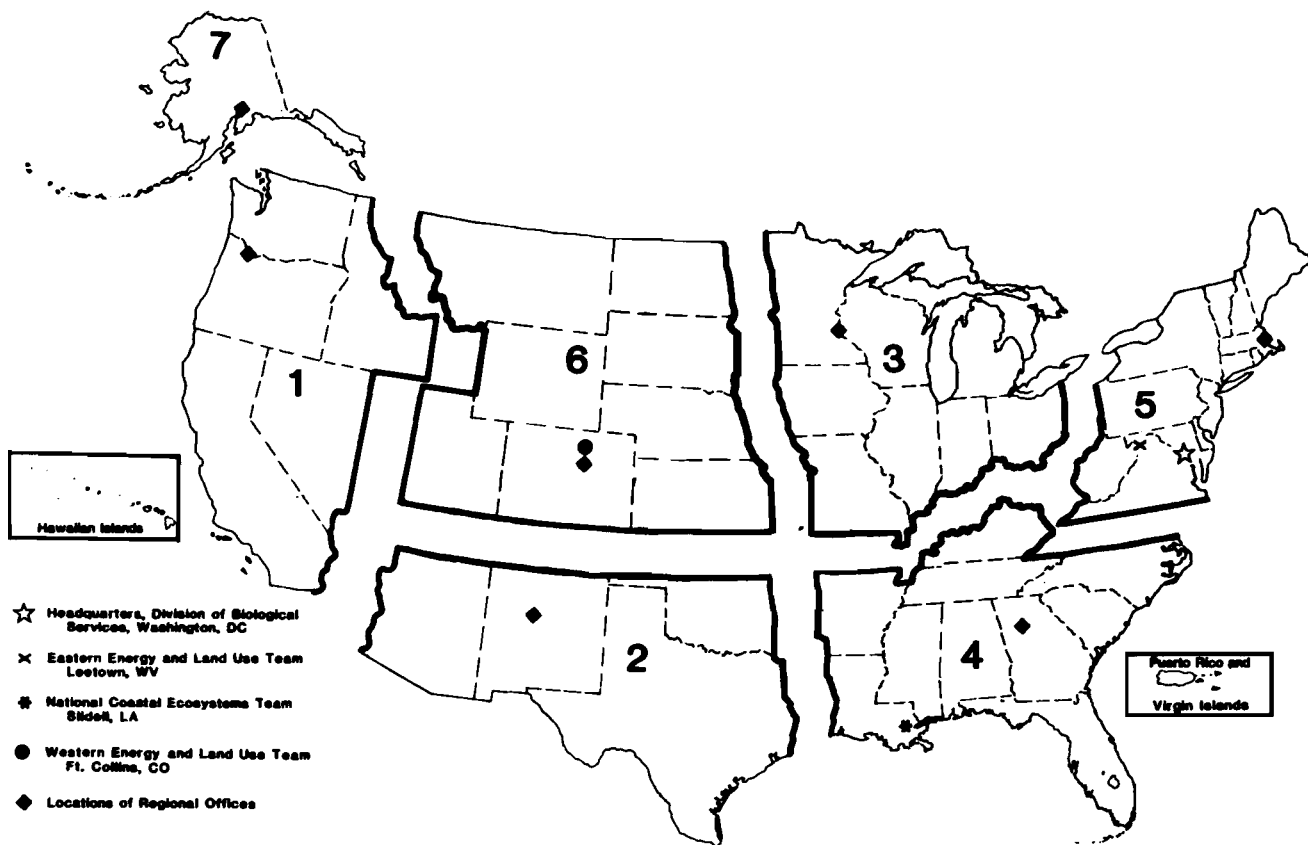 7
6
3
1
5
Hawaiian Islands
2
4
Puerto Rico and
Virgin Islands
Headquarters, Division of Biological
Services, Washington, DC
Eastern Energy and Land Use Team
Leetown, WV
National Coastal Ecosystems Team
Slidell, LA
Western Energy and Land Use Team
Ft. Collins, CO
Locations of Regional Offices